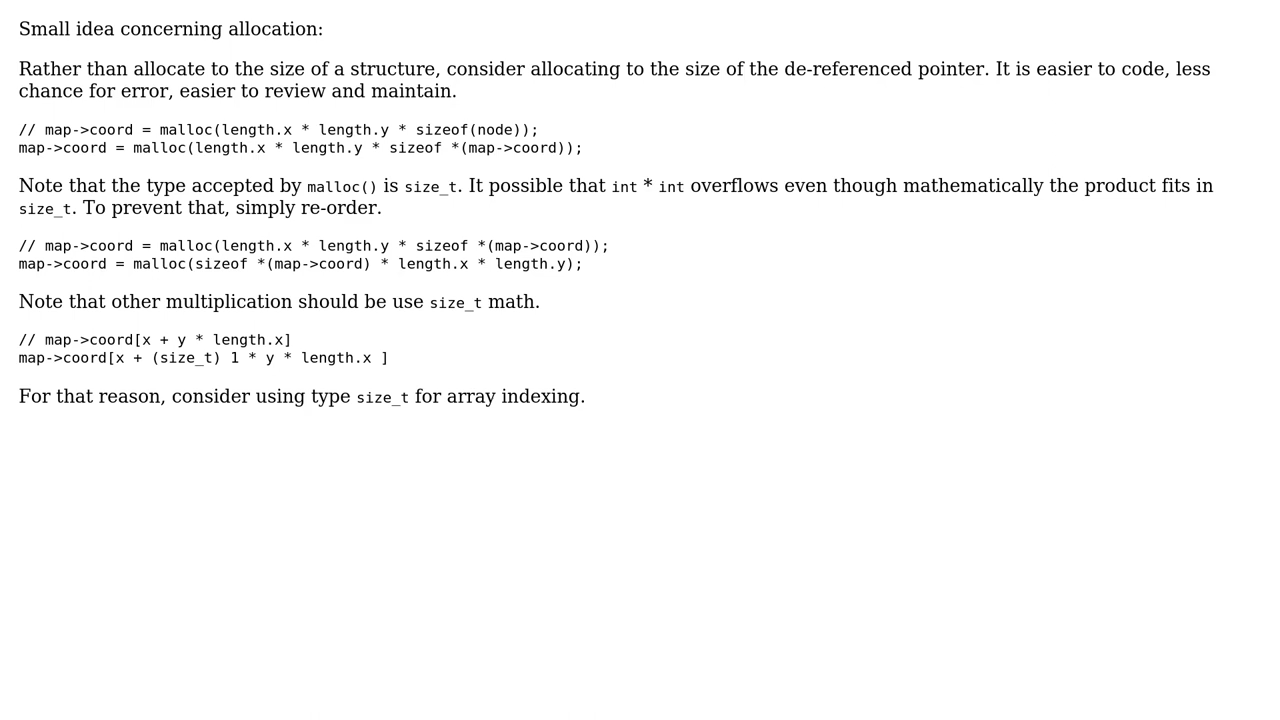 Small idea concerning allocation:
Rather than allocate to the size of a structure, consider allocating to the size of the de-referenced pointer. It is easier to code, less
chance for error, easier to review and maintain.
// map->coord = malloc(length.x * length.y * sizeof(node));
map->coord = malloc(length.x * length.y * sizeof *(map->coord));
Note that the type accepted by malloc() is size_t. It possible that int * int overflows even though mathematically the product fits in
size_t. To prevent that, simply re-order.
// map->coord = malloc(length.x * length.y * sizeof *(map->coord));
map->coord = malloc(sizeof *(map->coord) * length.x * length.y);
Note that other multiplication should be use size_t math.
// map->coord[x + y * length.x]
map->coord[x + (size_t) 1 * y * length.x ]
For that reason, consider using type size_t for array indexing.